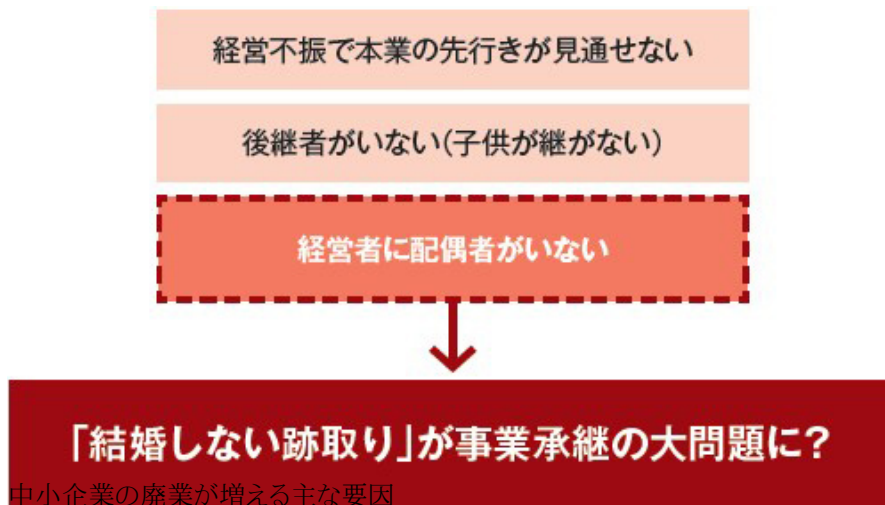 経営不振で本業の先行きが見通せない
後継者がいない(子供が継がない)
経営者に配偶者がいない
「結婚しない跡取り」が事業承継の大問題に?
中小企業の廃業が増える主な要因